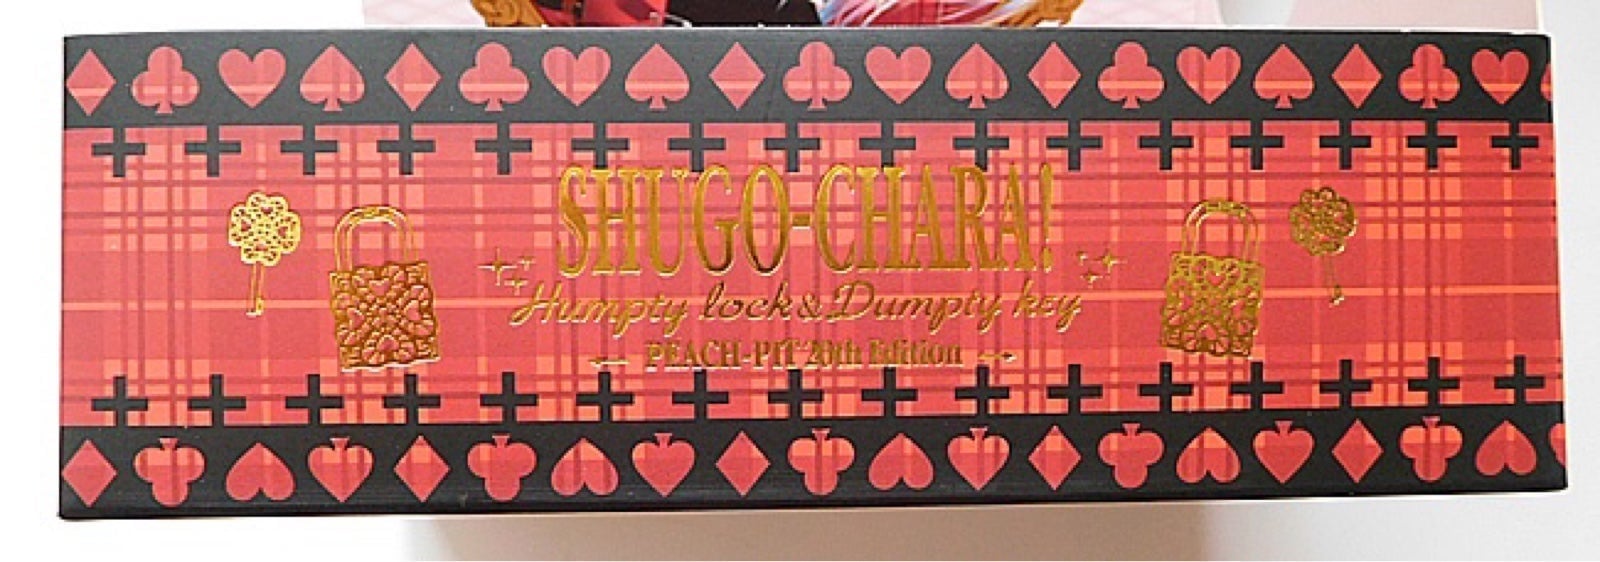 SHUGO-CHARA!
Humpty lock & Dumpty key
PEACH-PIT 20th Edition